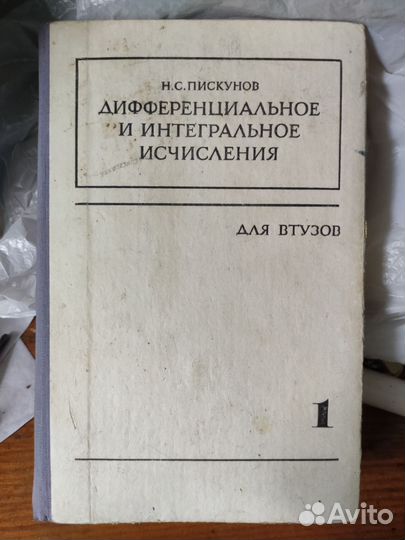 Н.С.ПИСКУНОВ
ДИФФЕРЕНЦИАЛЬНОЕ
И ИНТЕГРАЛЬНОЕ
ИСЧИСЛЕНИЯ
ДЛЯ ВТУЗОВ
1
Avito